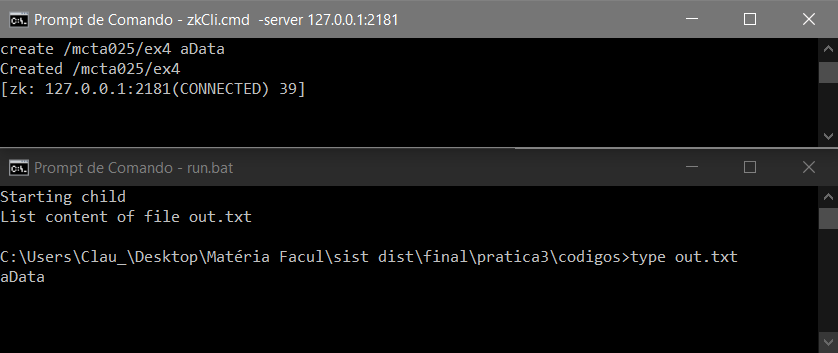 Prompt de Comando - zkCli.cmd -server 127.0.0.1:2181
create /mcta025/ex4 aData
Created /mcta025/ex4
[zk: 127.0.0.1:2181(CONNECTED) 39]
Prompt de Comando - run.bat
Starting child
List content of file out.txt
C:\Users\Clau_\Desktop\Matéria Facul\sist dist\final\pratica3\codigos>type out.txt
aData